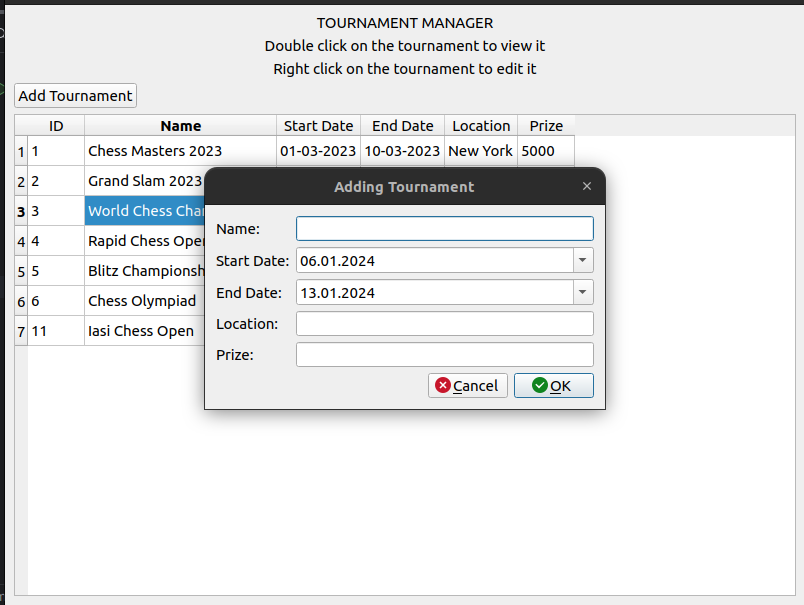 TOURNAMENT MANAGER
Double click on the tournament to view it
Right click on the tournament to edit it
Add Tournament
ID Name Start Date End Date Location Prize
1 1 Chess Masters 2023 01-03-2023 10-03-2023 New York 5000
2 2 Grand Slam 2023
3 3 World Chess Cha
4 4 Rapid Chess Ope
5 5 Blitz Championsh
6 6 Chess Olympiad
7 11 Iasi Chess Open
Adding Tournament
Name:
Start Date: 06.01.2024
End Date: 13.01.2024
Location:
Prize:
Cancel OK